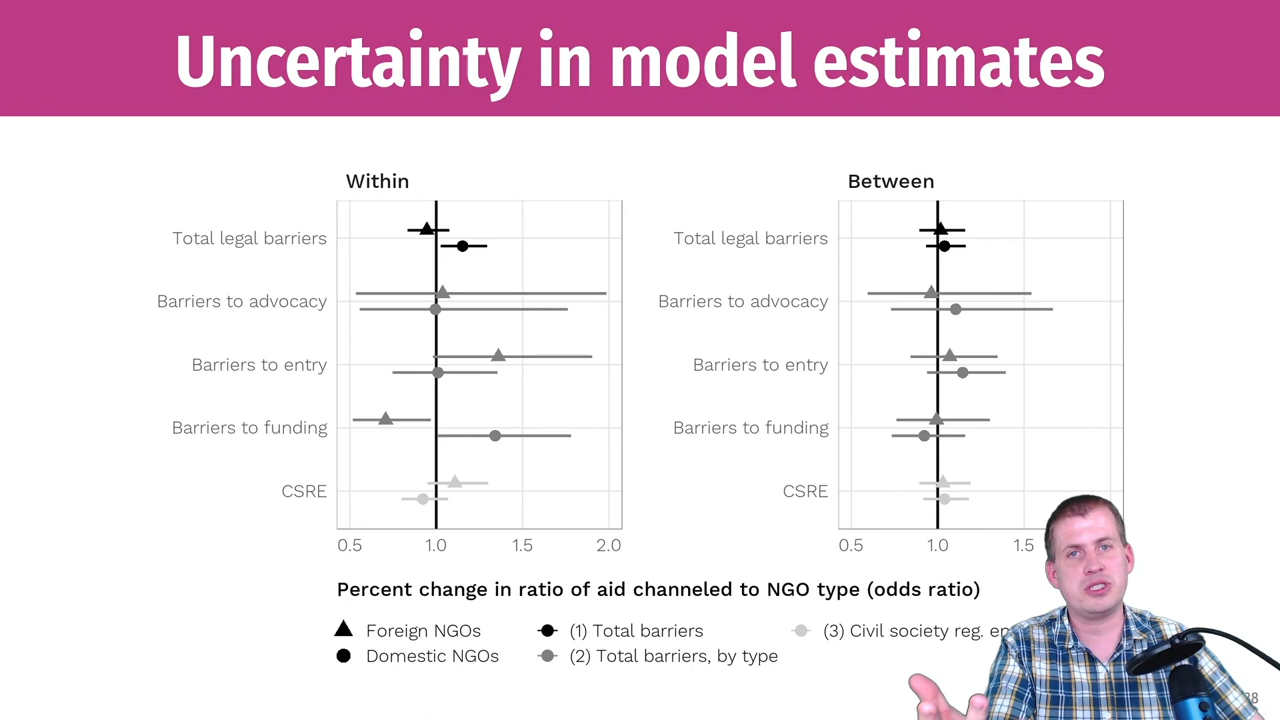 Uncertainty in model estimates
Within
Total legal barriers
Barriers to advocacy
Barriers to entry
Barriers to funding
CSRE
0.5 1.0 1.5 2.0
Between
Total legal barriers
Barriers to advocacy
Barriers to entry
Barriers to funding
CSRE
0.5 1.0 1.5
Percent change in ratio of aid channeled to NGO type (odds ratio)
Foreign NGOs (1) Total barriers (3) Civil society reg.
Domestic NGOs (2) Total barriers, by type
38